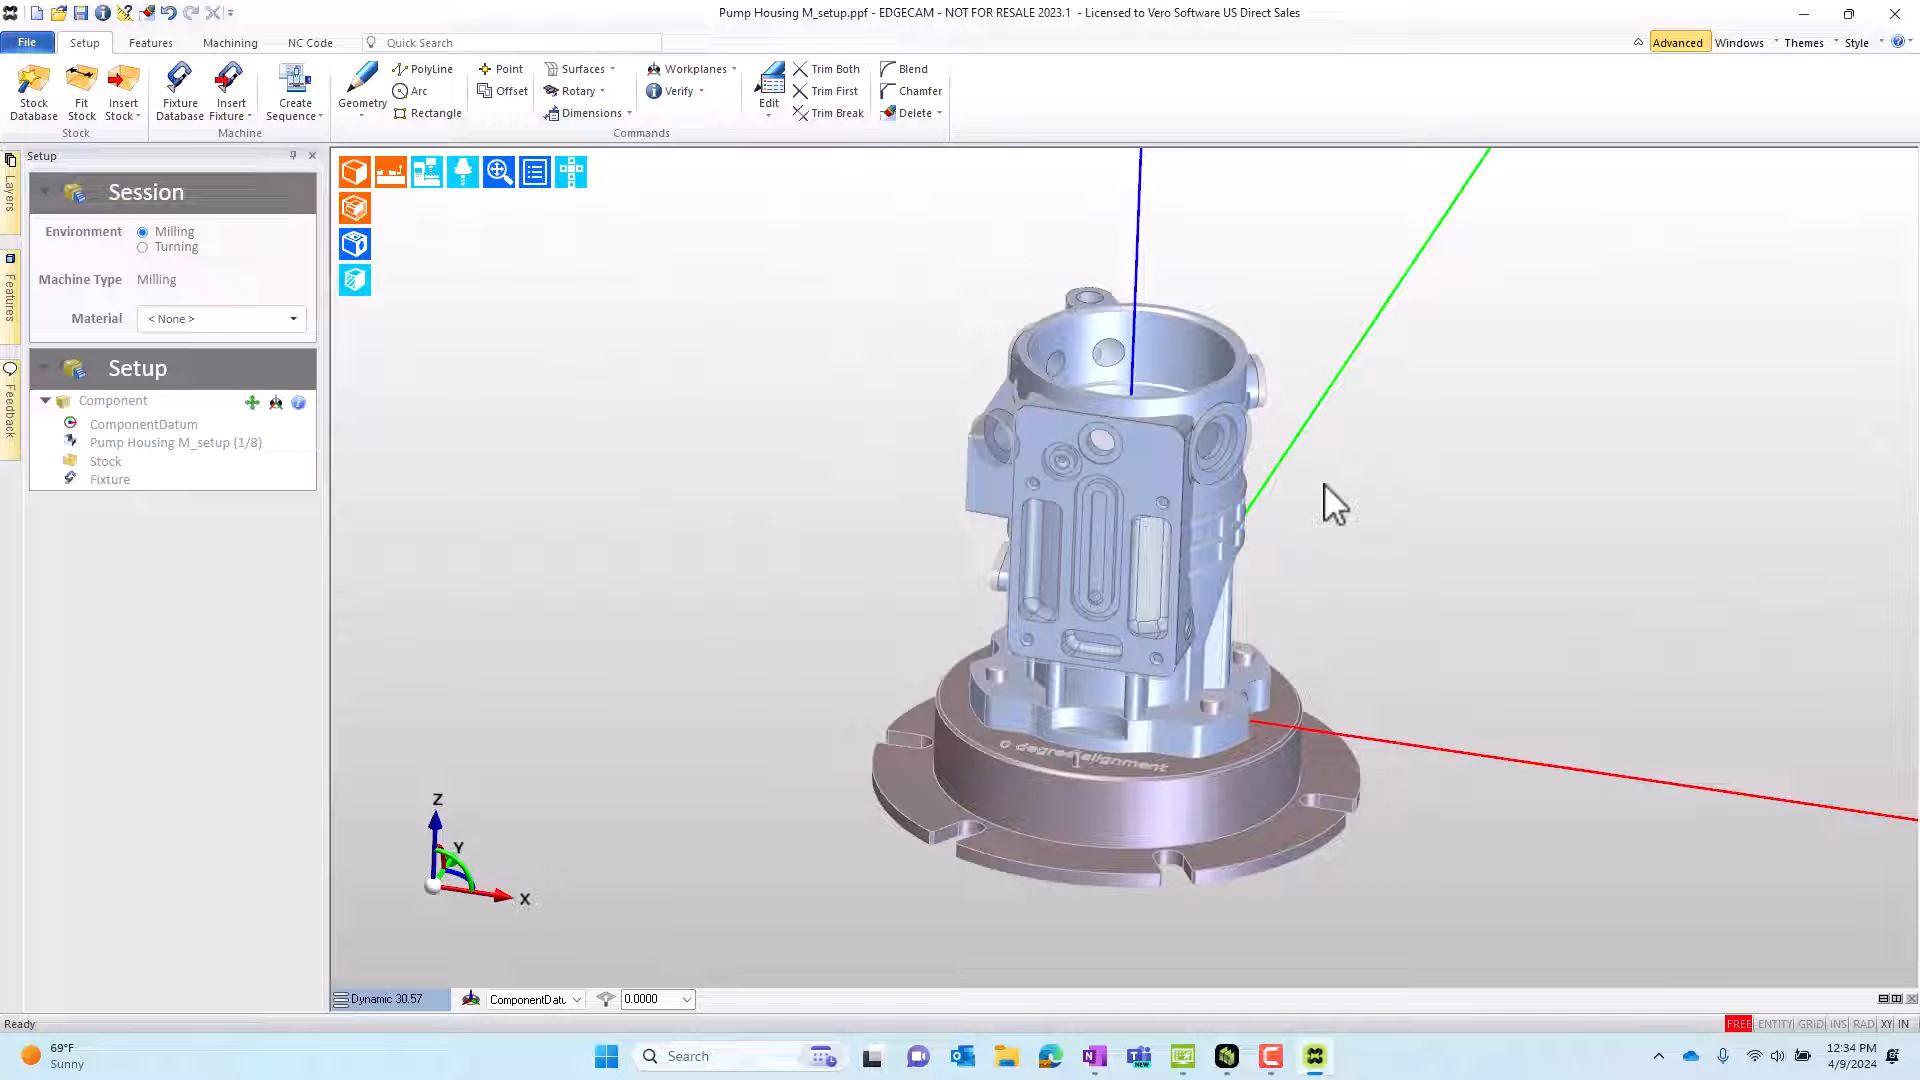 Pump Housing M_setup.ppf - EDGECAM - NOT FOR RESALE 2023.1 - Licensed to Vero Software US Direct Sales
File
Setup
Features
Machining
NC Code
Quick Search
Advanced
Windows
Themes
Style
Stock Database
Fit Stock
Insert Stock
Stock
Fixture Database
Insert Fixture
Create Sequence
Machine
Geometry
PolyLine
Arc
Rectangle
Point
Offset
Surfaces
Rotary
Dimensions
Workplanes
Verify
Edit
Trim Both
Trim First
Trim Break
Blend
Chamfer
Delete
Commands
Layers
Features
Feedback
Setup
Session
Environment
Milling
Turning
Machine Type
Milling
Material
< None >
Setup
Component
ComponentDatum
Pump Housing M_setup (1/8)
Stock
Fixture
0 degree alignment
Z
Y
X
Dynamic 30.57
ComponentDatu
0.0000
Ready
FREE ENTITY GRID INS RAD XY IN
69°F
Sunny
Search
NEW
12:34 PM
4/9/2024